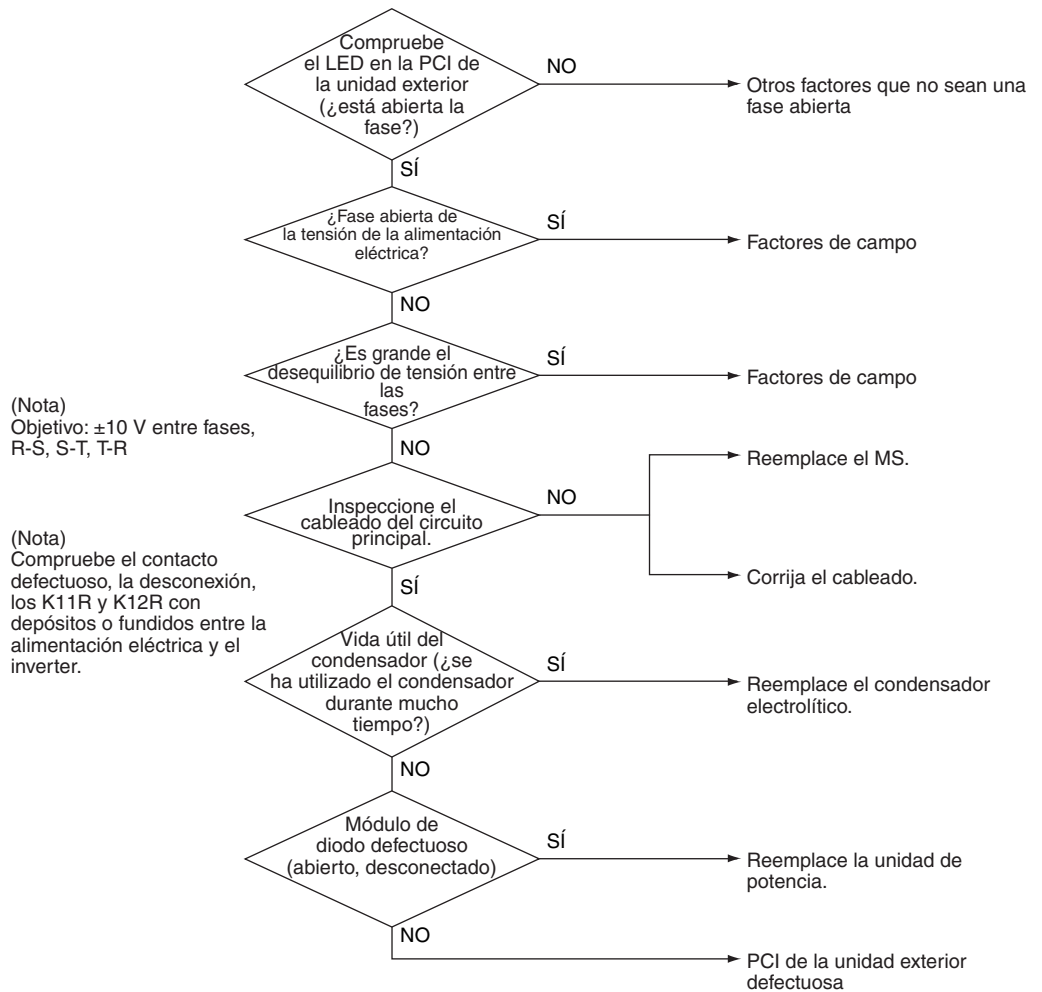 Compruebe
el LED en la PCI de
la unidad exterior
(¿está abierta la
fase?)
NO
Otros factores que no sean una
fase abierta
SÍ
¿Fase abierta de
la tensión de la alimentación
eléctrica?
SÍ
Factores de campo
NO
¿Es grande el
desequilibrio de tensión entre
las
fases?
SÍ
Factores de campo
(Nota)
Objetivo: ±10 V entre fases,
R-S, S-T, T-R
NO
Reemplace el MS.
Inspeccione el
cableado del circuito
principal.
NO
Corrija el cableado.
(Nota)
Compruebe el contacto
defectuoso, la desconexión,
los K11R y K12R con
depósitos o fundidos entre la
alimentación eléctrica y el
inverter.
SÍ
Vida útil del
condensador (¿se
ha utilizado el condensador
durante mucho
tiempo?)
SÍ
Reemplace el condensador
electrolítico.
NO
Módulo de
diodo defectuoso
(abierto, desconectado)
SÍ
Reemplace la unidad de
potencia.
NO
PCI de la unidad exterior
defectuosa